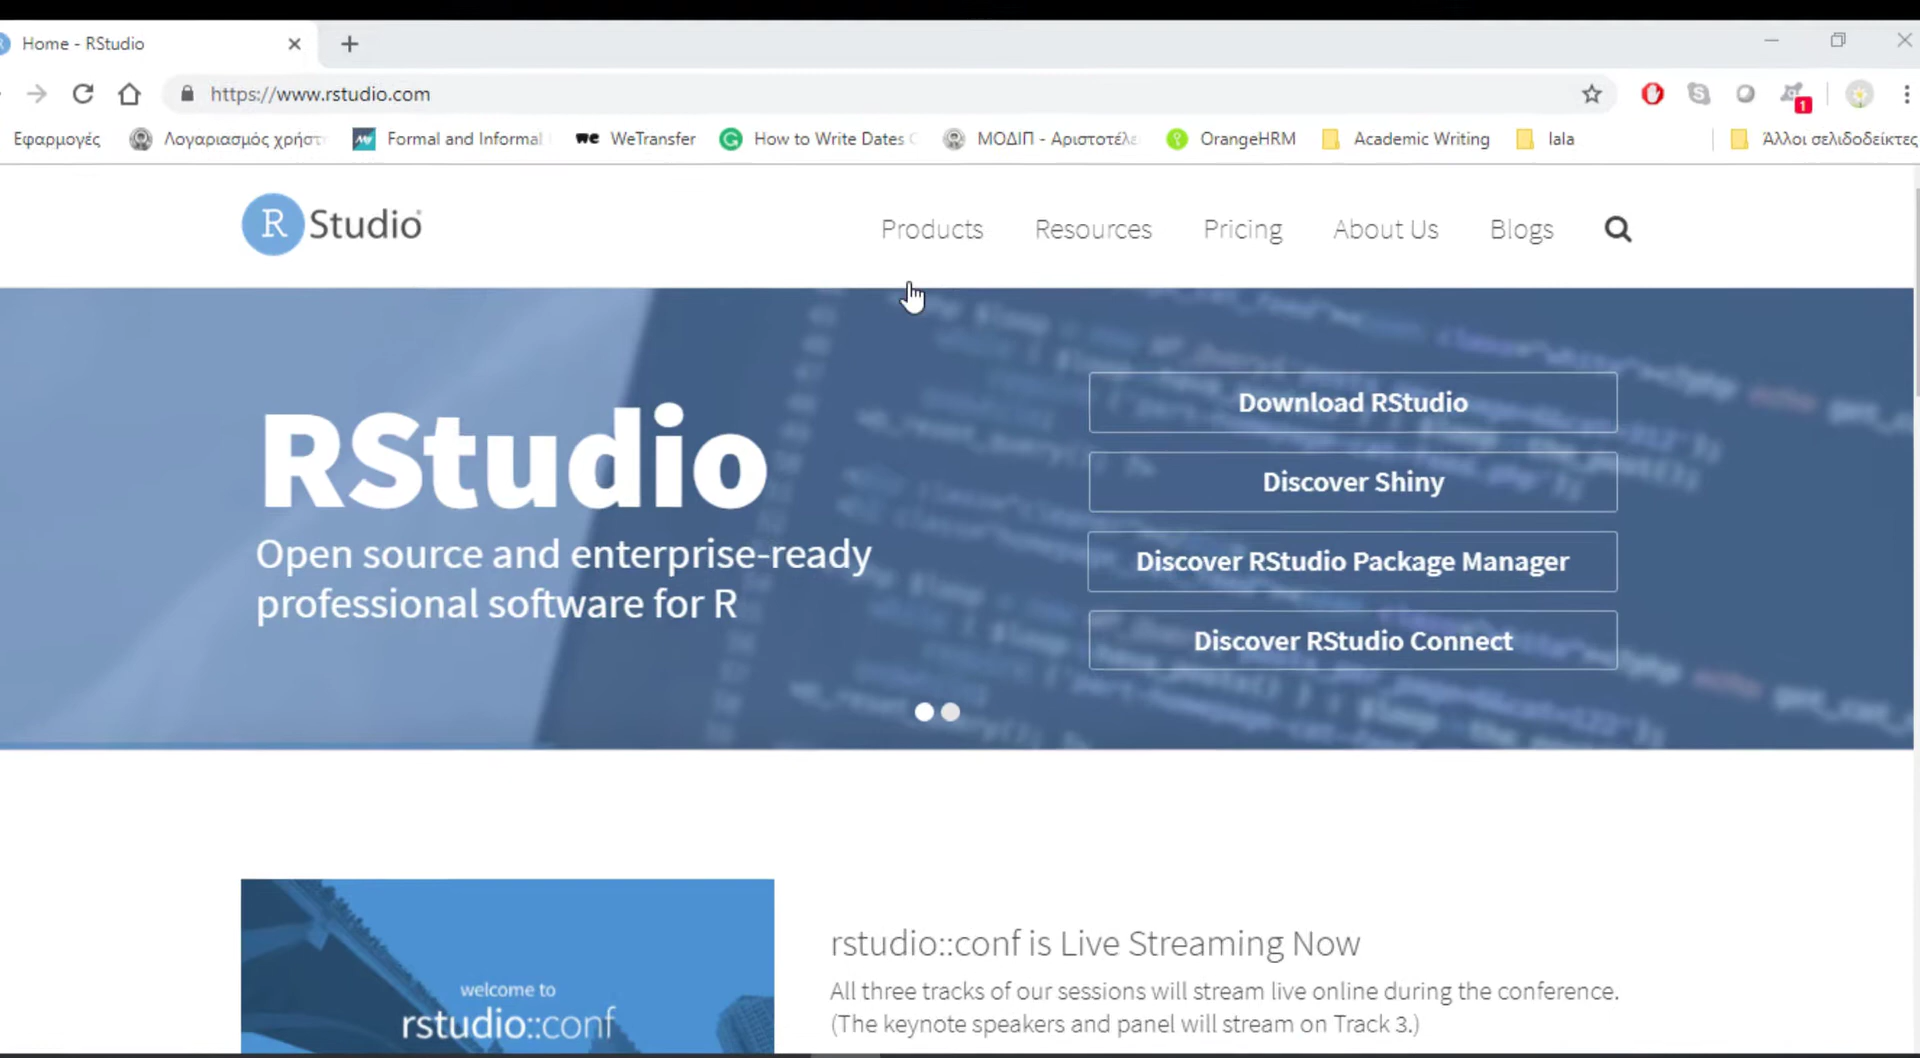 Home - RStudio
https://www.rstudio.com
1
Εφαρμογές
Λογαριασμός χρήστ
Formal and Informal
we WeTransfer
How to Write Dates
ΜΟΔΙΠ - Αριστοτέλε
OrangeHRM
Academic Writing
lala
Άλλοι σελιδοδείκτες
R Studio
Products
Resources
Pricing
About Us
Blogs
RStudio
Open source and enterprise-ready
professional software for R
Download RStudio
Discover Shiny
Discover RStudio Package Manager
Discover RStudio Connect
welcome to
rstudio::conf
rstudio::conf is Live Streaming Now
All three tracks of our sessions will stream live online during the conference.
(The keynote speakers and panel will stream on Track 3.)